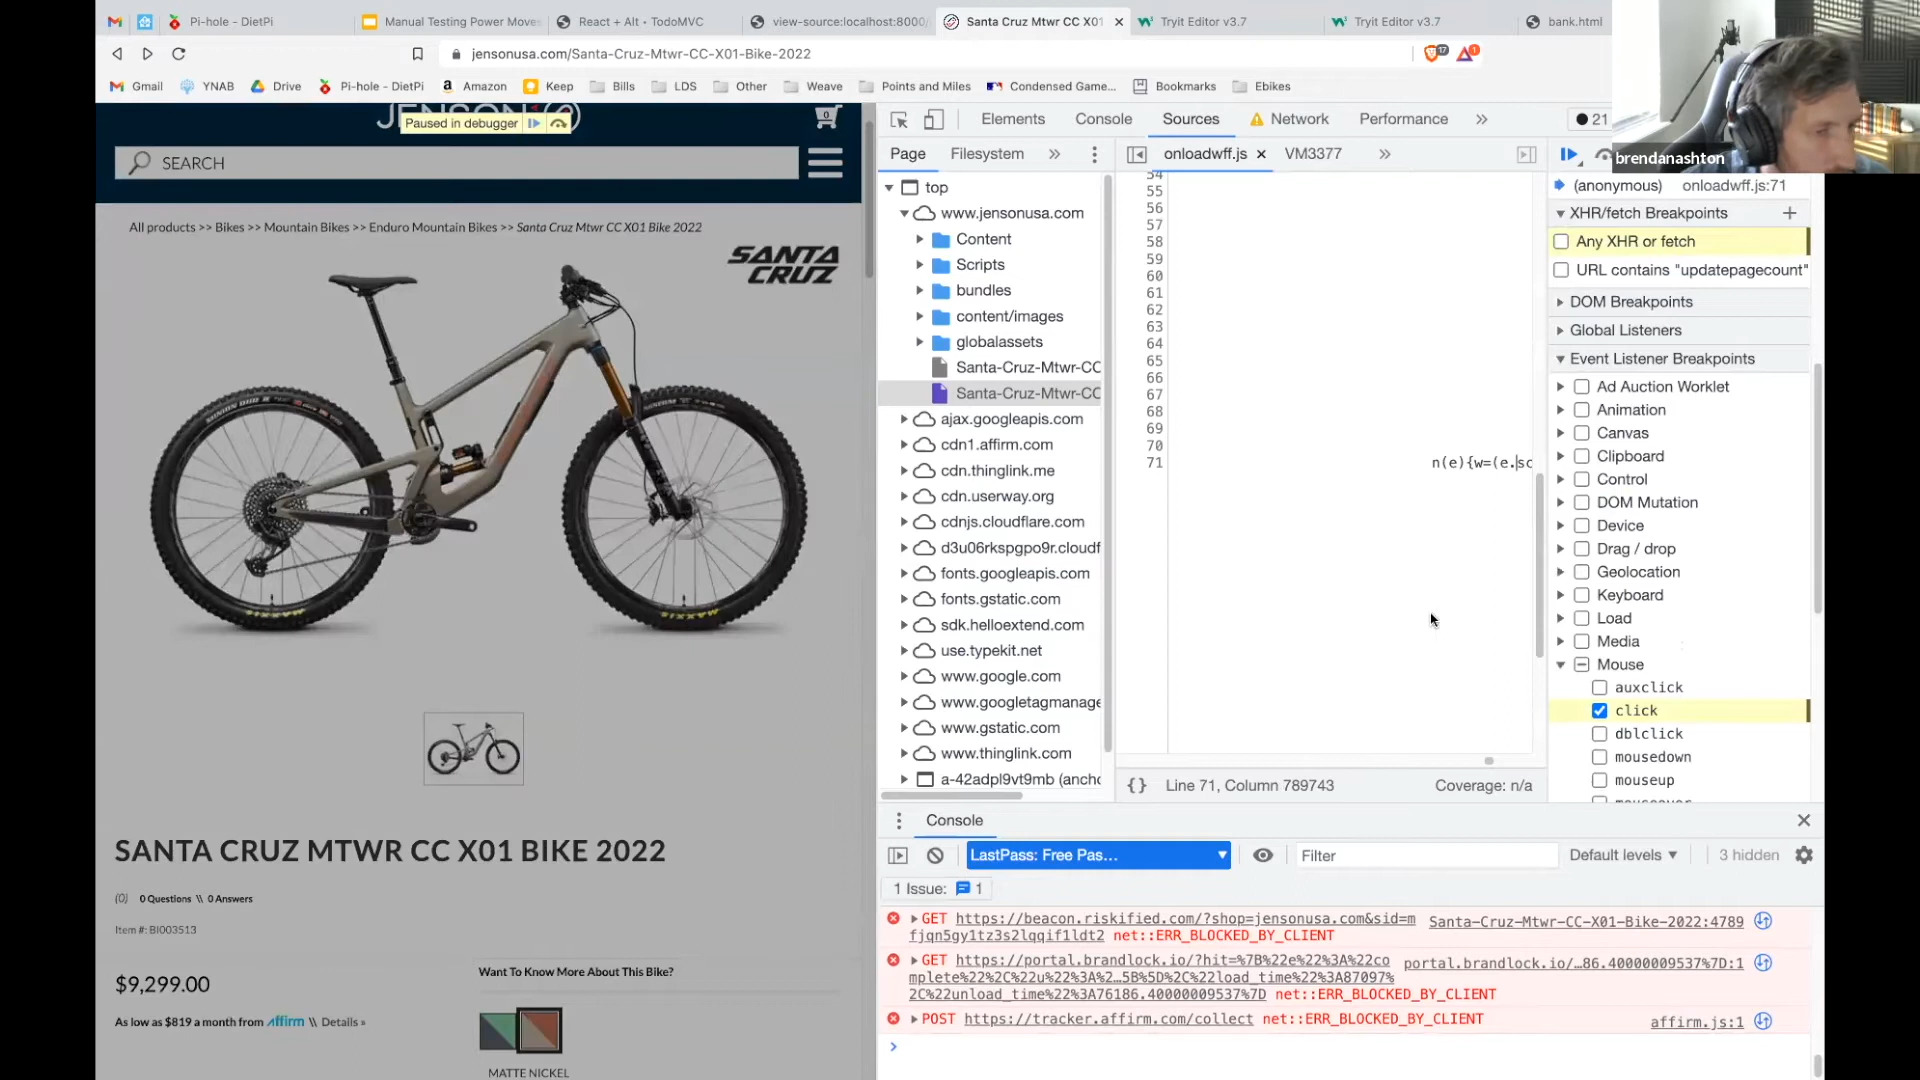 Pi-hole - DietPi
Manual Testing Power Moves
React + Alt • TodoMVC
view-source:localhost:8000/
Santa Cruz Mtwr CC X01
Tryit Editor v3.7
Tryit Editor v3.7
bank.html
jensonusa.com/Santa-Cruz-Mtwr-CC-X01-Bike-2022
17
1
Gmail
YNAB
Drive
Pi-hole - DietPi
Amazon
Keep
Bills
LDS
Other
Weave
Points and Miles
Condensed Game...
Bookmarks
Ebikes
brendanashton
JENSON
Paused in debugger
0
SEARCH
All products >> Bikes >> Mountain Bikes >> Enduro Mountain Bikes >> Santa Cruz Mtwr CC X01 Bike 2022
SANTA
CRUZ
MAXXIS
MAXXIS
SANTA CRUZ MTWR CC X01 BIKE 2022
(0) 0 Questions \\ 0 Answers
Item #: BI003513
$9,299.00
As low as $819 a month from affirm \\ Details »
Want To Know More About This Bike?
MATTE NICKEL
Elements
Console
Sources
Network
Performance
21
Page
Filesystem
top
www.jensonusa.com
Content
Scripts
bundles
content/images
globalassets
Santa-Cruz-Mtwr-CC
Santa-Cruz-Mtwr-CC
ajax.googleapis.com
cdn1.affirm.com
cdn.thinglink.me
cdn.userway.org
cdnjs.cloudflare.com
d3u06rkspgpo9r.cloudf
fonts.googleapis.com
fonts.gstatic.com
sdk.helloextend.com
use.typekit.net
www.google.com
www.googletagmanage
www.gstatic.com
www.thinglink.com
a-42adpl9vt9mb (ancho
onloadwff.js
VM3377
54
55
56
57
58
59
60
61
62
63
64
65
66
67
68
69
70
71 n(e){w=(e.sc
{ } Line 71, Column 789743
Coverage: n/a
(anonymous) onloadwff.js:71
XHR/fetch Breakpoints
Any XHR or fetch
URL contains "updatepagecount"
DOM Breakpoints
Global Listeners
Event Listener Breakpoints
Ad Auction Worklet
Animation
Canvas
Clipboard
Control
DOM Mutation
Device
Drag / drop
Geolocation
Keyboard
Load
Media
Mouse
auxclick
click
dblclick
mousedown
mouseup
Console
LastPass: Free Pas...
Filter
Default levels
3 hidden
1 Issue: 1
GET https://beacon.riskified.com/?shop=jensonusa.com&sid=m Santa-Cruz-Mtwr-CC-X01-Bike-2022:4789
fjqn5gy1tz3s2lqqif1ldt2 net::ERR_BLOCKED_BY_CLIENT
GET https://portal.brandlock.io/?hit=%7B%22e%22%3A%22co portal.brandlock.io/…86.40000009537%7D:1
mplete%22%2C%22u%22%3A%2...5B%5D%2C%22load_time%22%3A87097%
2C%22unload_time%22%3A76186.40000009537%7D net::ERR_BLOCKED_BY_CLIENT
POST https://tracker.affirm.com/collect net::ERR_BLOCKED_BY_CLIENT affirm.js:1